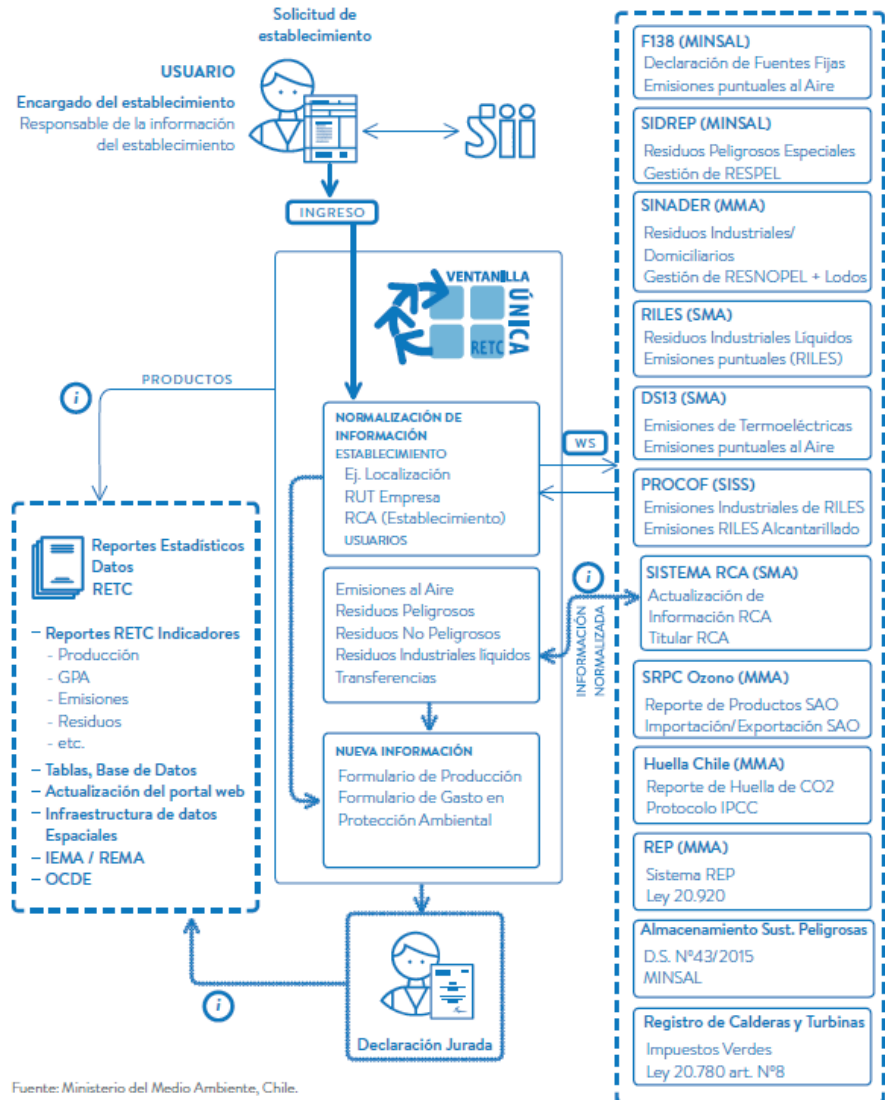 Solicitud de
establecimiento
USUARIO
Encargado del establecimiento
Responsable de la información
del establecimiento
Sii
INGRESO
VENTANILLA
ÚNICA
RETC
PRODUCTOS
i
NORMALIZACIÓN DE
INFORMACIÓN
ESTABLECIMIENTO
Ej. Localización
RUT Empresa
RCA (Establecimiento)
USUARIOS
WS
Emisiones al Aire
Residuos Peligrosos
Residuos No Peligrosos
Residuos Industriales líquidos
Transferencias
i
INFORMACIÓN
NORMALIZADA
NUEVA INFORMACIÓN
Formulario de Producción
Formulario de Gasto en
Protección Ambiental
Reportes Estadísticos
Datos
RETC
– Reportes RETC Indicadores
- Producción
- GPA
- Emisiones
- Residuos
- etc.
– Tablas, Base de Datos
– Actualización del portal web
– Infraestructura de datos
Espaciales
– IEMA / REMA
– OCDE
i
Declaración Jurada
F138 (MINSAL)
Declaración de Fuentes Fijas
Emisiones puntuales al Aire
SIDREP (MINSAL)
Residuos Peligrosos Especiales
Gestión de RESPEL
SINADER (MMA)
Residuos Industriales/
Domiciliarios
Gestión de RESNOPEL + Lodos
RILES (SMA)
Residuos Industriales Líquidos
Emisiones puntuales (RILES)
DS13 (SMA)
Emisiones de Termoeléctricas
Emisiones puntuales al Aire
PROCOF (SISS)
Emisiones Industriales de RILES
Emisiones RILES Alcantarillado
SISTEMA RCA (SMA)
Actualización de
Información RCA
Titular RCA
SRPC Ozono (MMA)
Reporte de Productos SAO
Importación/Exportación SAO
Huella Chile (MMA)
Reporte de Huella de CO2
Protocolo IPCC
REP (MMA)
Sistema REP
Ley 20.920
Almacenamiento Sust. Peligrosas
D.S. Nº43/2015
MINSAL
Registro de Calderas y Turbinas
Impuestos Verdes
Ley 20.780 art. Nº8
Fuente: Ministerio del Medio Ambiente, Chile.